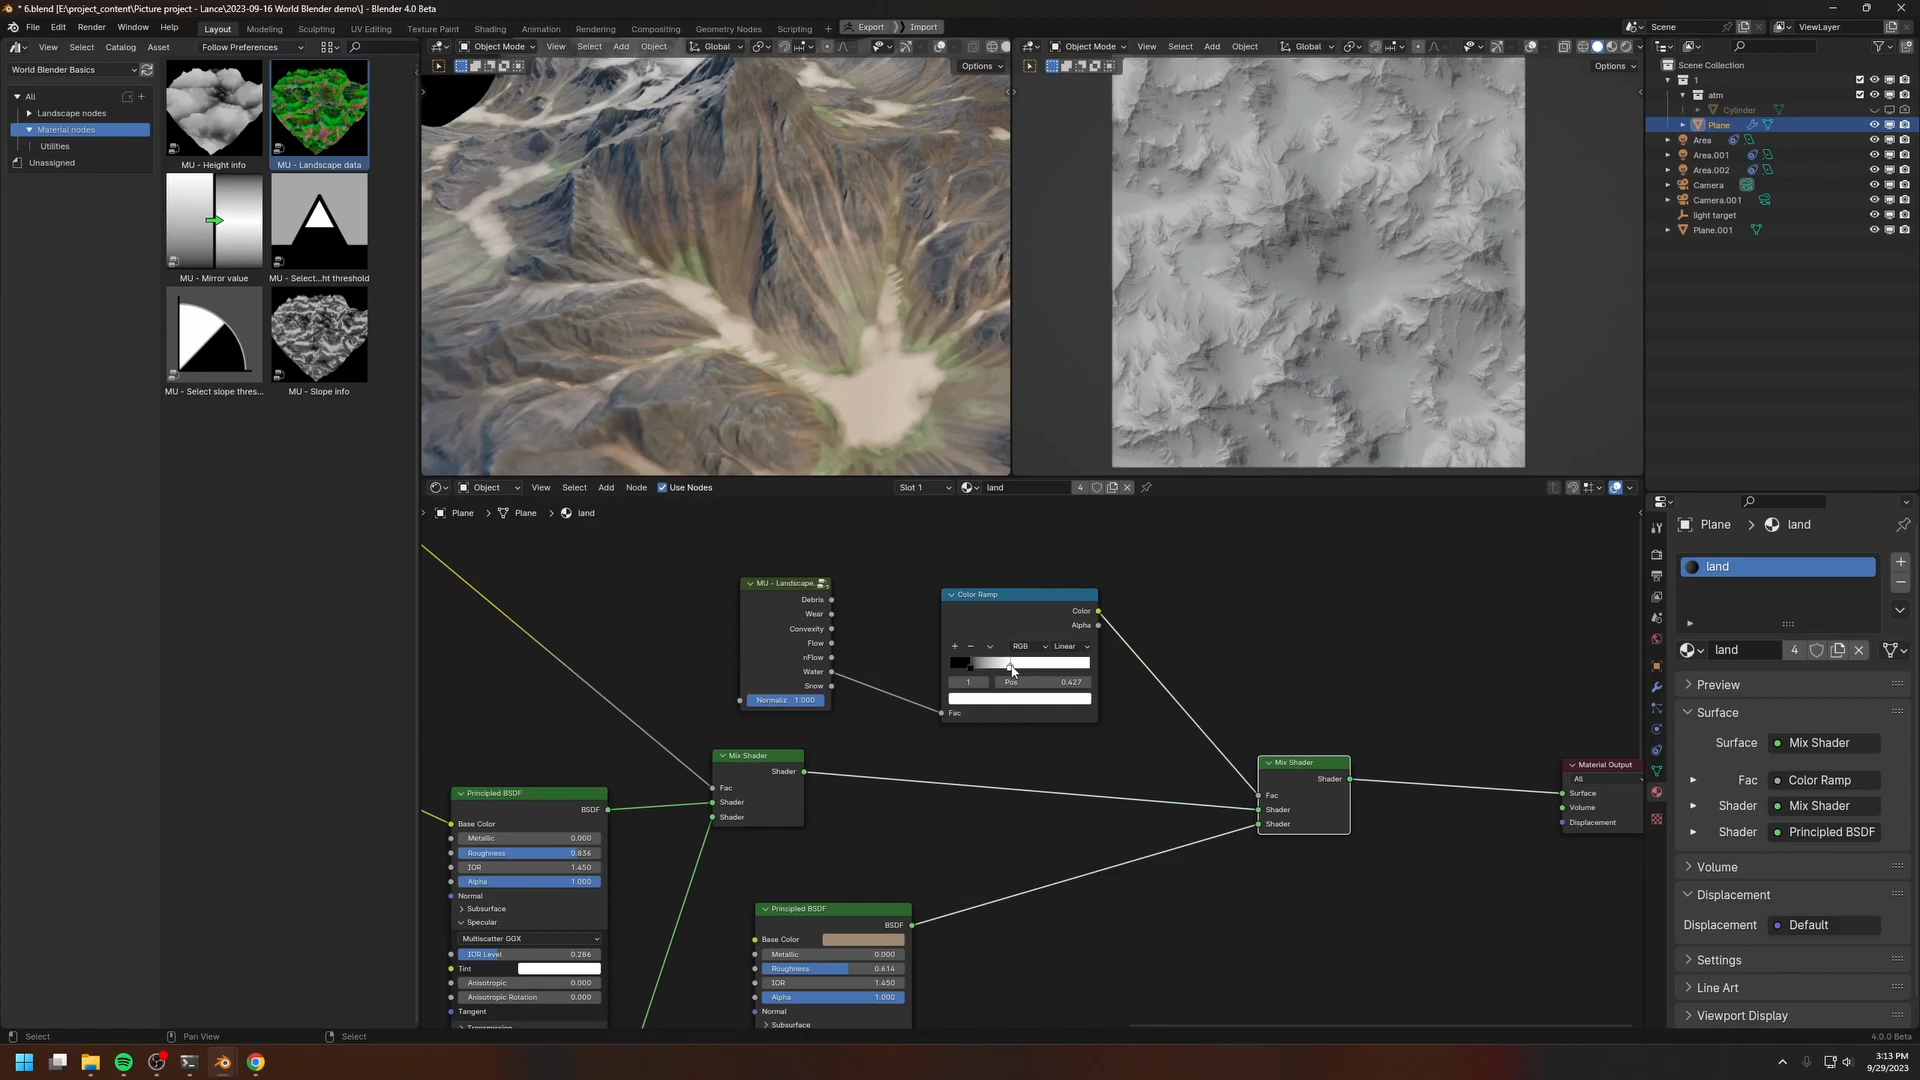 * 6.blend [E\project_content\Picture project - Lance\2023-09-16 World Blender demo\] - Blender 4.0 Beta
File Edit Render Window Help
Layout Modeling Sculpting UV Editing Texture Paint Shading Animation Rendering Compositing Geometry Nodes Scripting + Export Import
Scene ViewLayer
View Select Catalog Asset Follow Preferences
Object Mode View Select Add Object Global
Object Mode View Select Add Object Global
Options
Options
World Blender Basics
All
Landscape nodes
Material nodes
Utilities
Unassigned
MU - Height info
MU - Landscape data
MU - Mirror value
MU - Select...ht threshold
MU - Select slope thres...
MU - Slope info
Scene Collection
1
atm
Cylinder
Plane
Area
Area.001
Area.002
Camera
Camera.001
light target
Plane.001
Object View Select Add Node Use Nodes Slot 1 land 4
Plane > Plane > land
MU - Landscape...
Debris
Wear
Convexity
Flow
nFlow
Water
Snow
Normaliz 1.000
Color Ramp
Color
Alpha
+ − RGB Linear
1 Pos 0.427
Fac
Mix Shader
Shader
Fac
Shader
Shader
Mix Shader
Shader
Fac
Shader
Shader
Material Output
All
Surface
Volume
Displacement
Principled BSDF
BSDF
Base Color
Metallic 0.000
Roughness 0.836
IOR 1.450
Alpha 1.000
Normal
Subsurface
Specular
Multiscatter GGX
IOR Level 0.286
Tint
Anisotropic 0.000
Anisotropic Rotation 0.000
Tangent
Transmission
Principled BSDF
BSDF
Base Color
Metallic 0.000
Roughness 0.614
IOR 1.450
Alpha 1.000
Normal
Subsurface
Plane > land
land
land 4
Preview
Surface
Surface Mix Shader
Fac Color Ramp
Shader Mix Shader
Shader Principled BSDF
Volume
Displacement
Displacement Default
Settings
Line Art
Viewport Display
Select Pan View Select 4.0.0 Beta
3:13 PM
9/29/2023